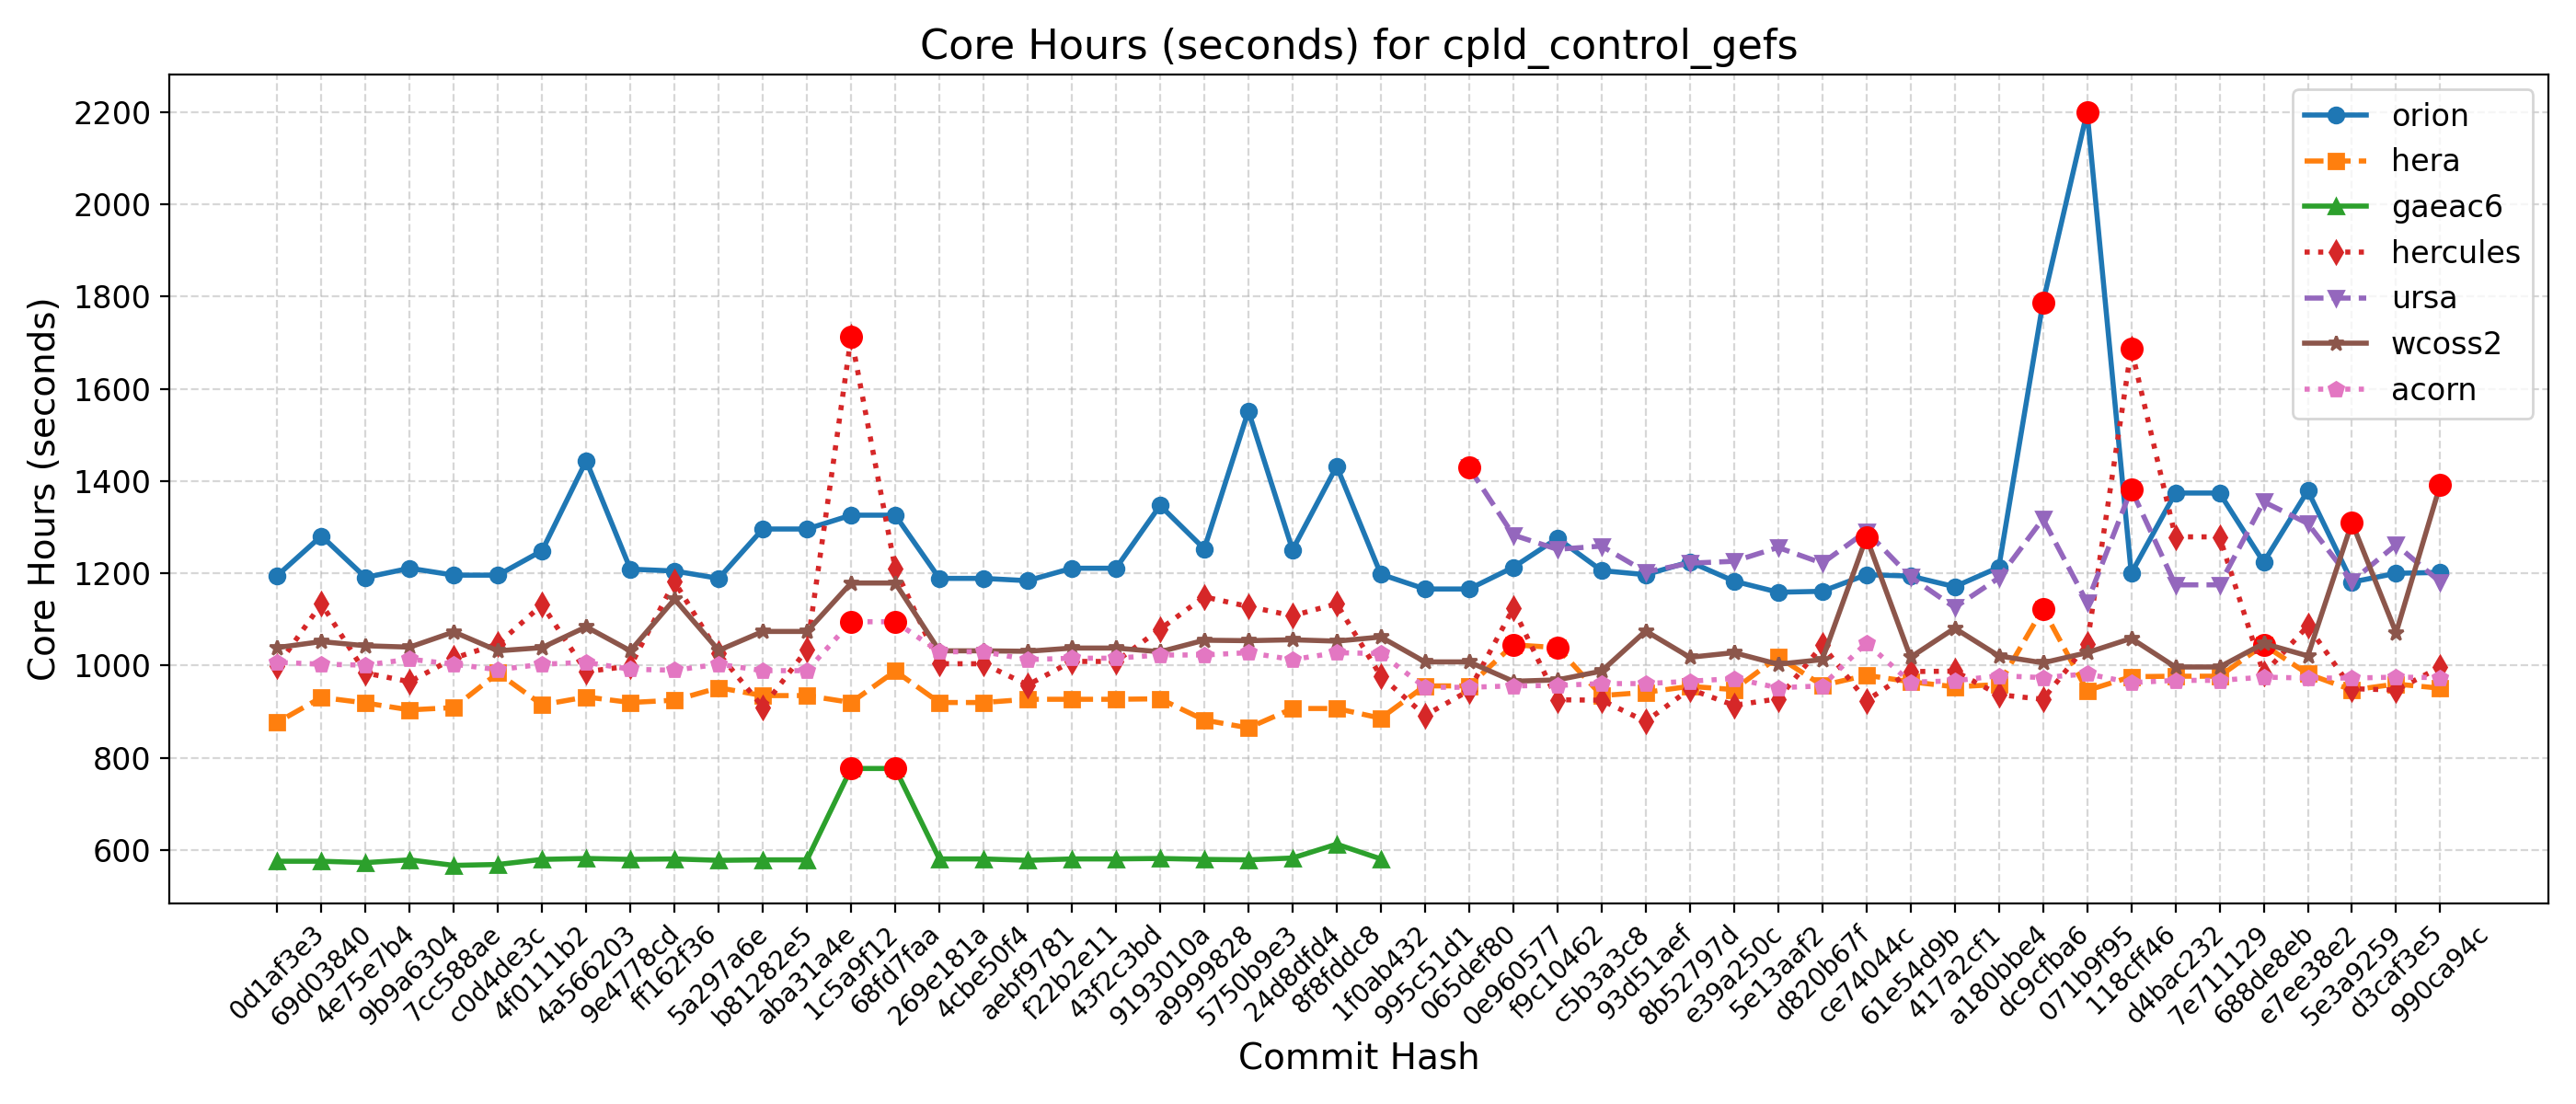 Core Hours (seconds) for cpld_control_gefs
Core Hours (seconds)
2200
2000
1800
1600
1400
1200
1000
800
600
orion
hera
gaeac6
hercules
ursa
wcoss2
acorn
0d1af3e3
69d03840
4e75e7b4
9b9a6304
7cc588ae
c0d4de3c
4f0111b2
4a566203
9e4778cd
ff162f36
5a297a6e
b81282e5
aba31a4e
1c5a9f12
68fd7faa
269e181a
4cbe50f4
aebf9781
f22b2e11
43f2c3bd
9193010a
a9999828
5750b9e3
24d8dfd4
8f8fddc8
1f0ab432
995c51d1
065def80
0e960577
f9c10462
c5b3a3c8
93d51aef
8b52797d
e39a250c
5e13aaf2
d820b67f
ce74044c
61e54d9b
417a2cf1
a180bbe4
dc9cfba6
071b9f95
118cff46
d4bac232
7e711129
688de8eb
e7ee38e2
5e3a9259
d3caf3e5
990ca94c
Commit Hash